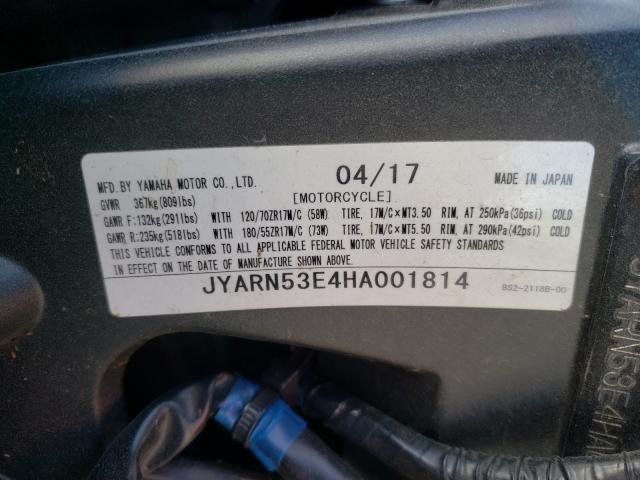 MFD. BY YAMAHA MOTOR CO.,LTD. 04/17 MADE IN JAPAN
GVWR 367kg(809lbs) [MOTORCYCLE]
GAWR F:132kg(291lbs) WITH 120/70ZR17M/C (58W) TIRE, 17M/C×MT3.50 RIM, AT 250kPa(36psi) COLD
GAWR R:235kg(518lbs) WITH 180/55ZR17M/C (73W) TIRE, 17M/C×MT5.50 RIM, AT 290kPa(42psi) COLD
THIS VEHICLE CONFORMS TO ALL APPLICABLE FEDERAL MOTOR VEHICLE SAFETY STANDARDS
IN EFFECT ON THE DATE OF MANUFACTURE SHOWN ABOVE.
JYARN53E4HA001814 BS2-2118B-00